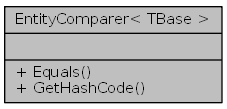 EntityComparer< TBase >
+ Equals()
+ GetHashCode()